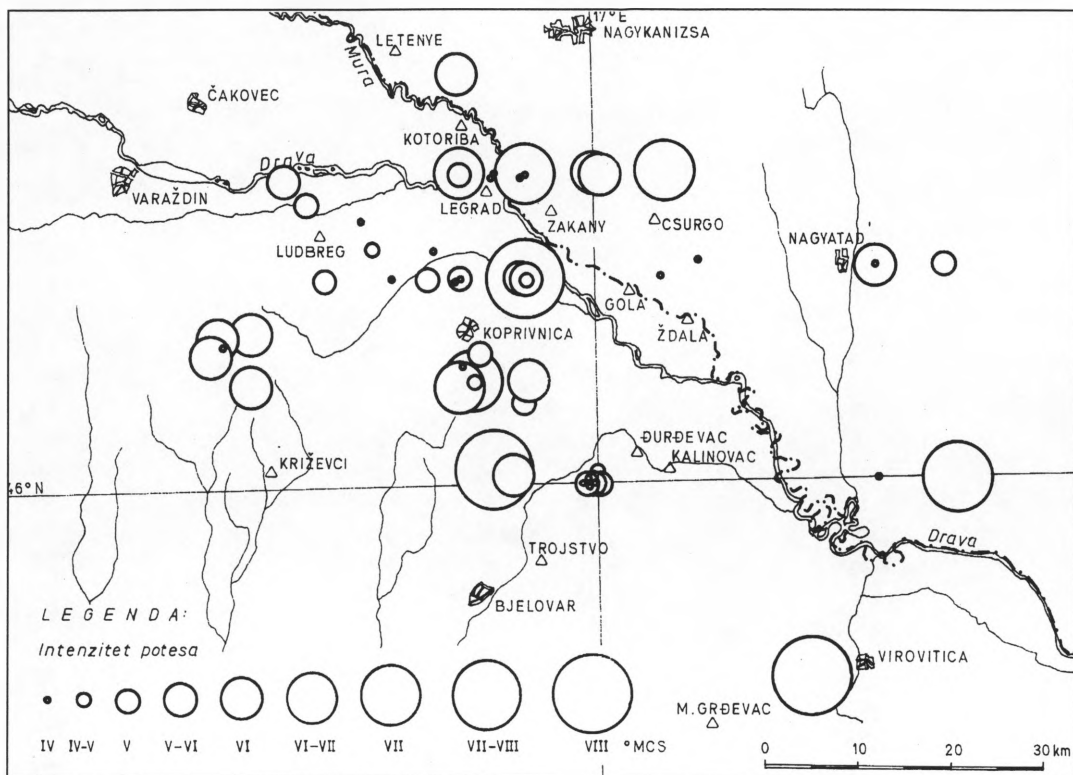 17°E
NAGYKANIZSA
LETENYE
Mura
ČAKOVEC
KOTORIBA
Drava
VARAŽDIN
LEGRAD
ZAKANY
CSURGO
LUDBREG
NAGYATAD
GOLA
ŽDALA
KOPRIVNICA
ĐURĐEVAC
KALINOVAC
KRIŽEVCI
46°N
TROJSTVO
Drava
BJELOVAR
LEGENDA:
Intenzitet potesa
VIROVITICA
M.GRĐEVAC
IV IV-V V V-VI VI VI-VII VII VII-VIII VIII °MCS
0 10 20 30 km